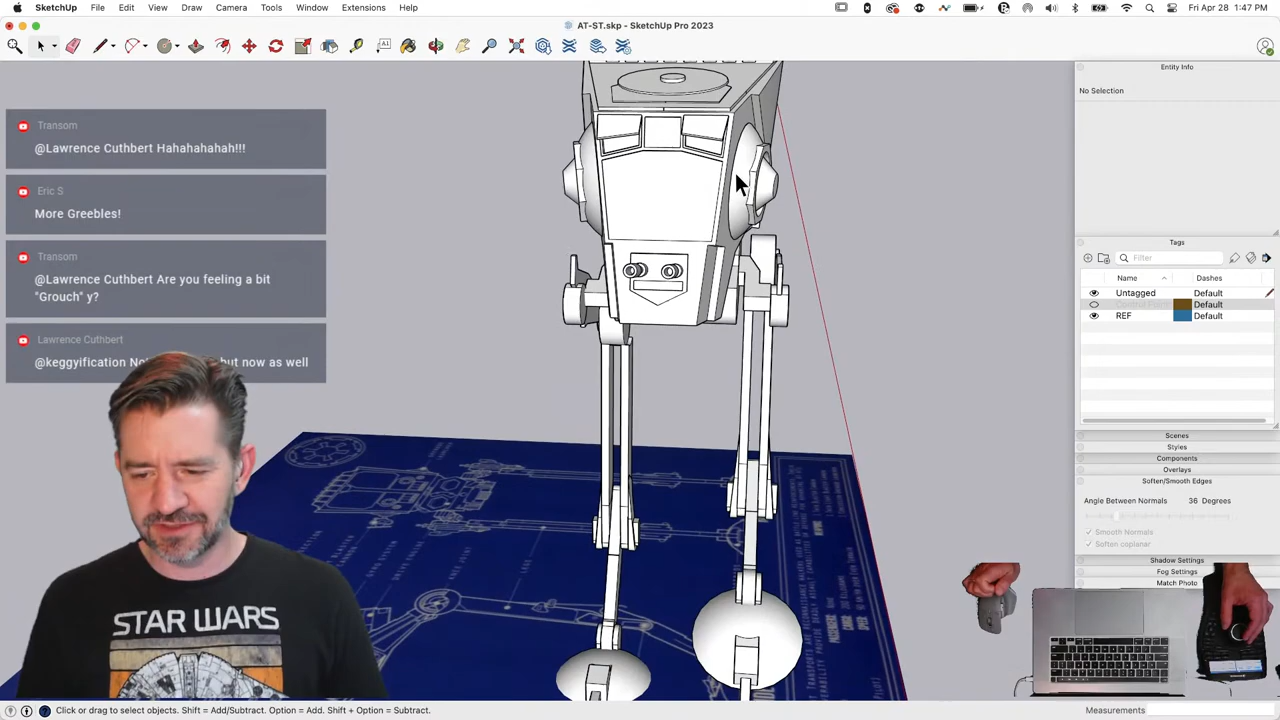 SketchUp File Edit View Draw Camera Tools Window Extensions Help
Fri Apr 28 1:47 PM
AT-ST.skp - SketchUp Pro 2023
Entity Info
No Selection
Transom
@Lawrence Cuthbert Hahahahahah!!!
Eric S
More Greebles!
Transom
@Lawrence Cuthbert Are you feeling a bit
"Grouch" y?
Lawrence Cuthbert
@keggyification but now as well
Tags
Filter
Name Dashes
Untagged Default
Default
REF Default
Scenes
Styles
Components
Overlays
Soften/Smooth Edges
Angle Between Normals 36 Degrees
Smooth Normals
Soften coplanar
Shadow Settings
Fog Settings
Match Photo
STAR WARS
Click or drag to select objects. Shift = Add/Subtract. Option = Add. Shift + Option = Subtract.
Measurements